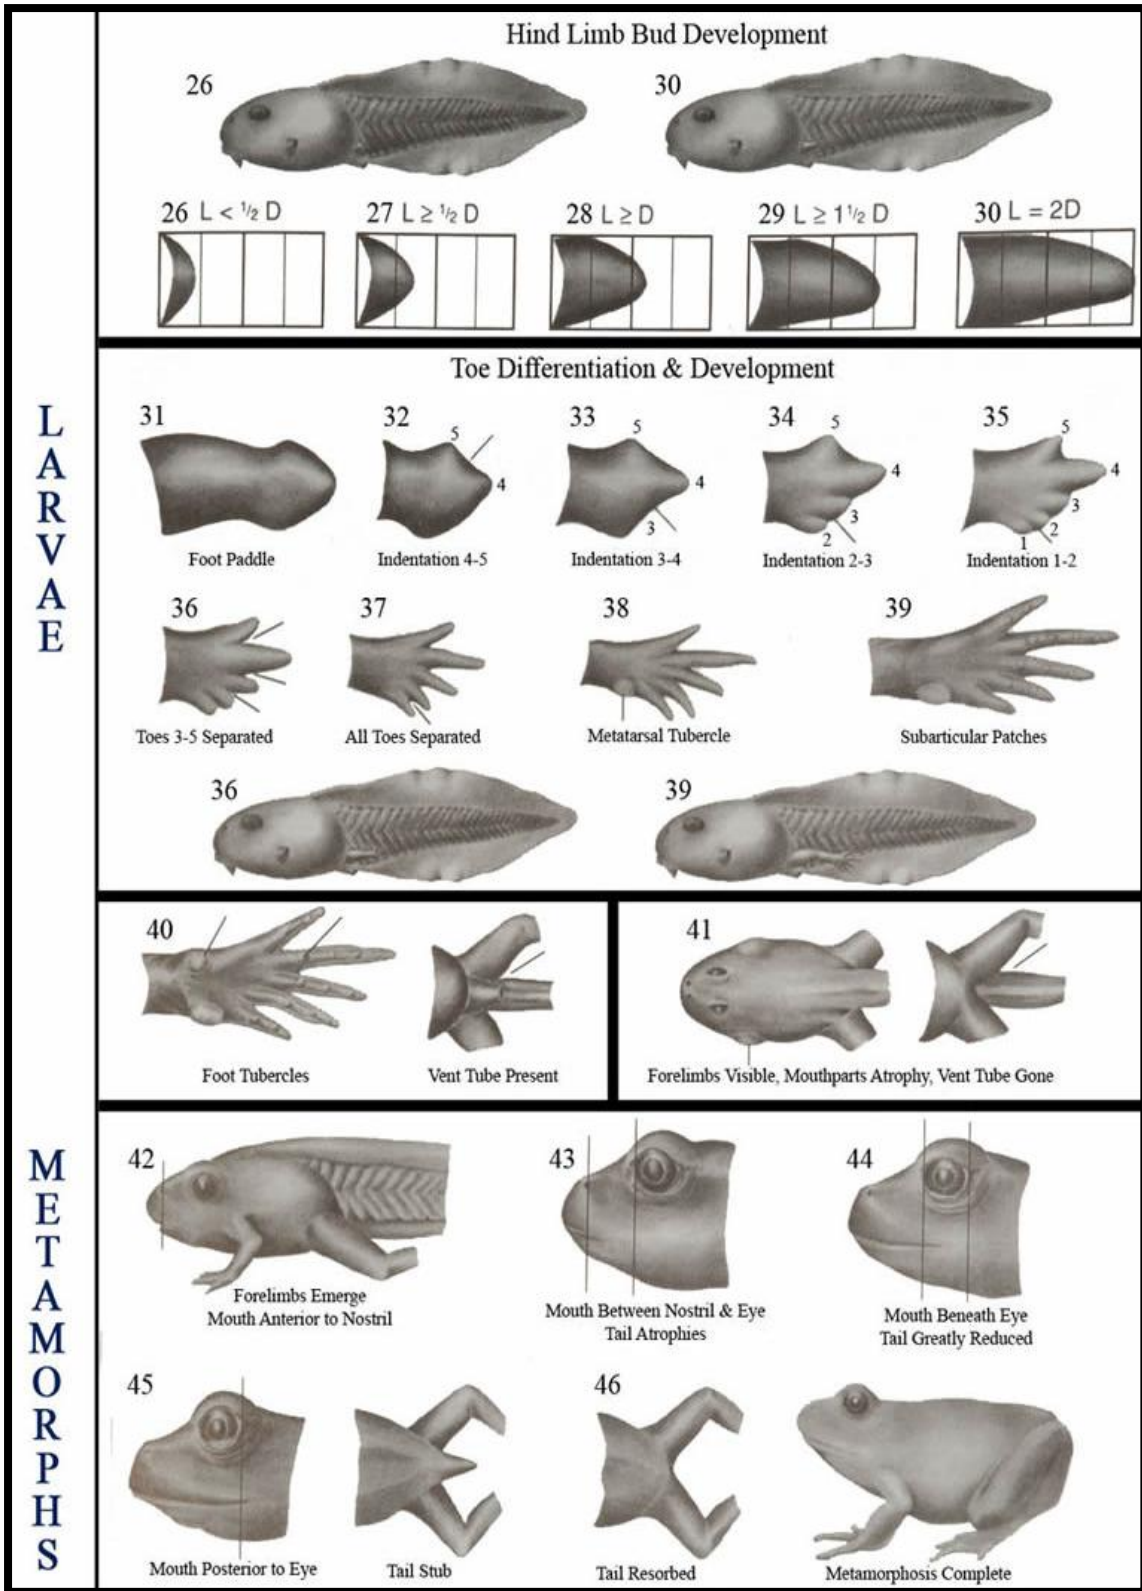 LARVAE
METAMORPHS
Hind Limb Bud Development
26
30
26 L < 1/2 D
27 L ≥ 1/2 D
28 L ≥ D
29 L ≥ 1 1/2 D
30 L = 2D
Toe Differentiation & Development
31
32
33
34
35
5
4
5
4
3
5
4
3
2
5
4
3
2
1
Foot Paddle
Indentation 4-5
Indentation 3-4
Indentation 2-3
Indentation 1-2
36
37
38
39
Toes 3-5 Separated
All Toes Separated
Metatarsal Tubercle
Subarticular Patches
36
39
40
Foot Tubercles
Vent Tube Present
41
Forelimbs Visible, Mouthparts Atrophy, Vent Tube Gone
42
Forelimbs Emerge
Mouth Anterior to Nostril
43
Mouth Between Nostril & Eye
Tail Atrophies
44
Mouth Beneath Eye
Tail Greatly Reduced
45
Mouth Posterior to Eye
Tail Stub
46
Tail Resorbed
Metamorphosis Complete